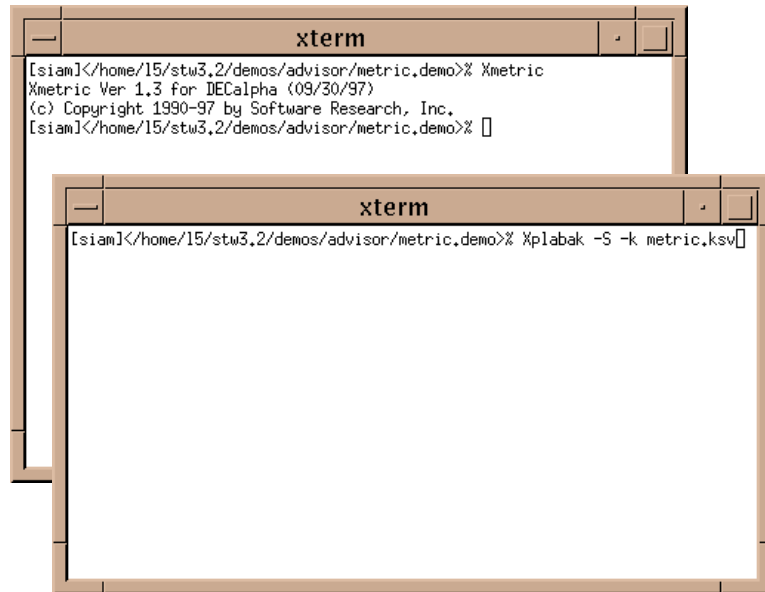 xterm
[siam]</home/l5/stw3.2/demos/advisor/metric.demo>% Xmetric
Xmetric Ver 1.3 for DECalpha (09/30/97)
(c) Copyright 1990-97 by Software Research, Inc.
[siam]</home/l5/stw3.2/demos/advisor/metric.demo>%
xterm
[siam]</home/l5/stw3.2/demos/advisor/metric.demo>% Xplabak -S -k metric.ksv